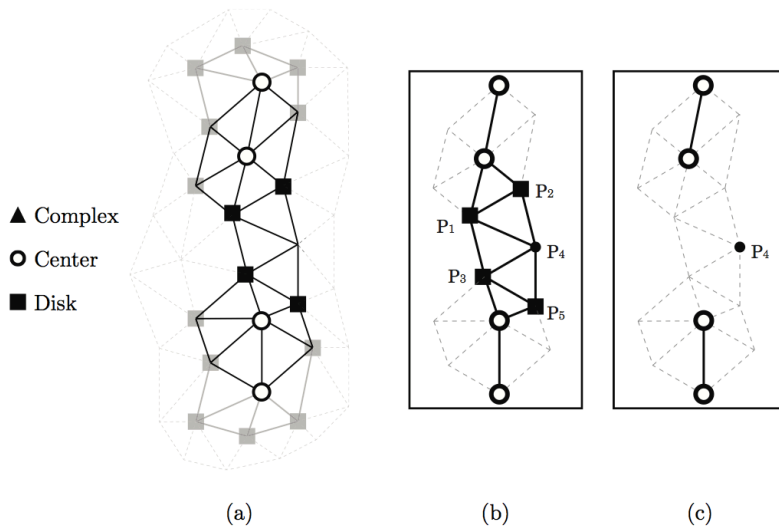 Complex
Center
Disk
P₂
P₁
P₄
P₃
P₅
P₄
(a)
(b)
(c)